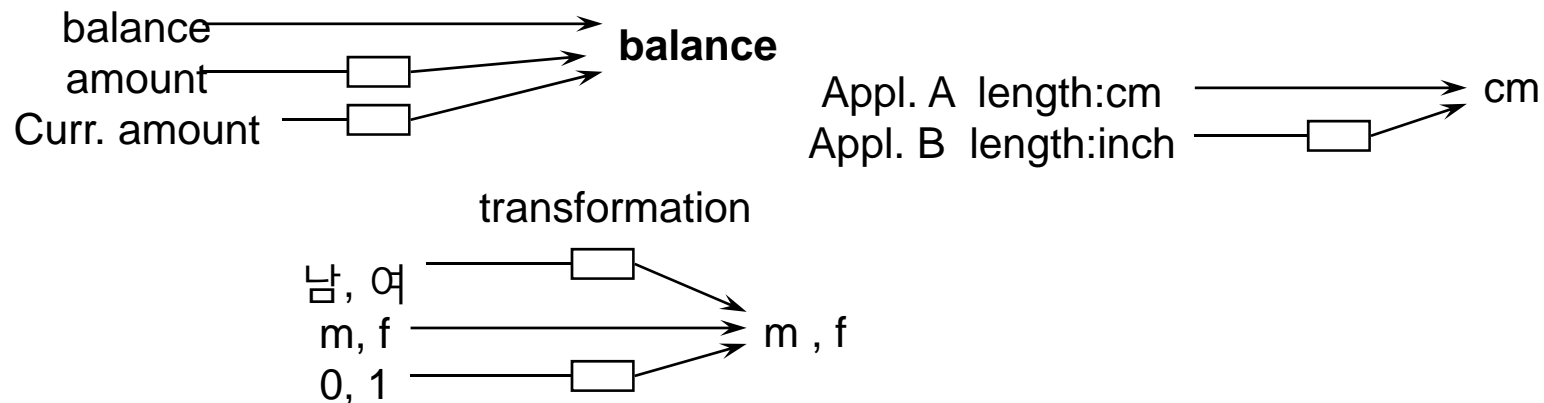 balance
amount
Curr. amount
balance
Appl. A length:cm
Appl. B length:inch
cm
transformation
남, 여
m, f
0, 1
m , f